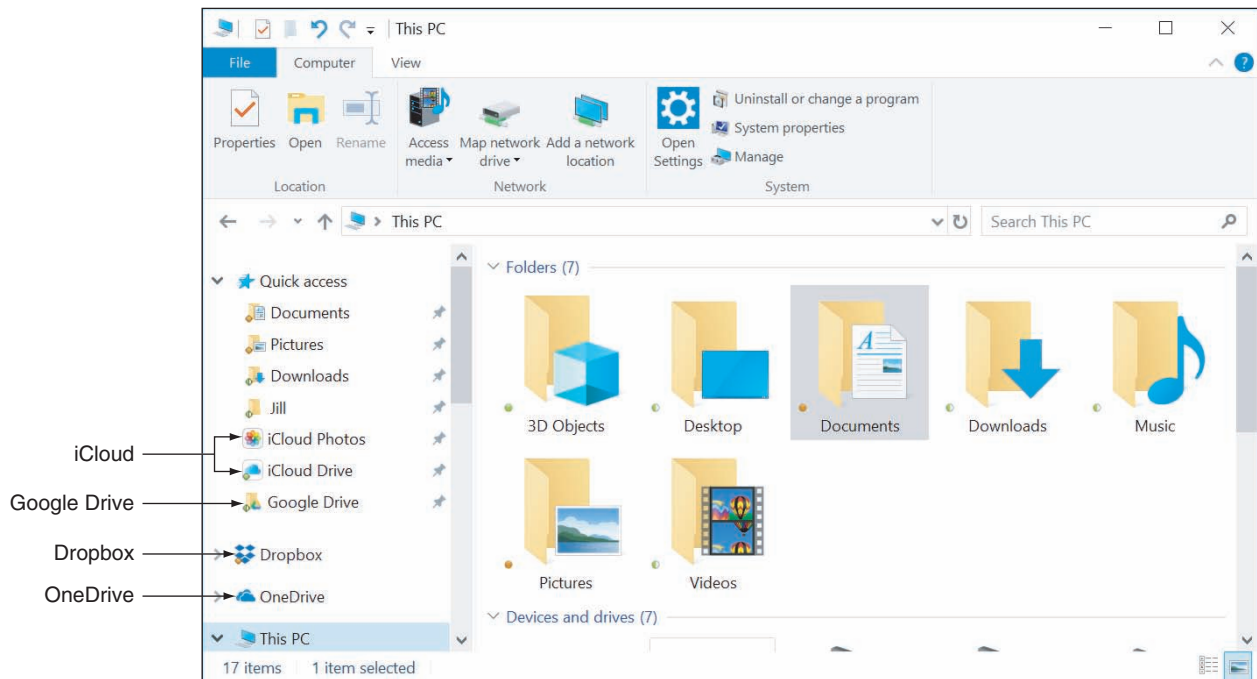 This PC
File Computer View
Properties Open Rename Access media Map network drive Add a network location Open Settings Uninstall or change a program
System properties
Manage
Location Network System
This PC Search This PC
Quick access
Documents
Pictures
Downloads
Jill
iCloud Photos
iCloud Drive
Google Drive
Dropbox
OneDrive
This PC
iCloud
Google Drive
Dropbox
OneDrive
Folders (7)
3D Objects Desktop Documents Downloads Music
Pictures Videos
Devices and drives (7)
17 items 1 item selected